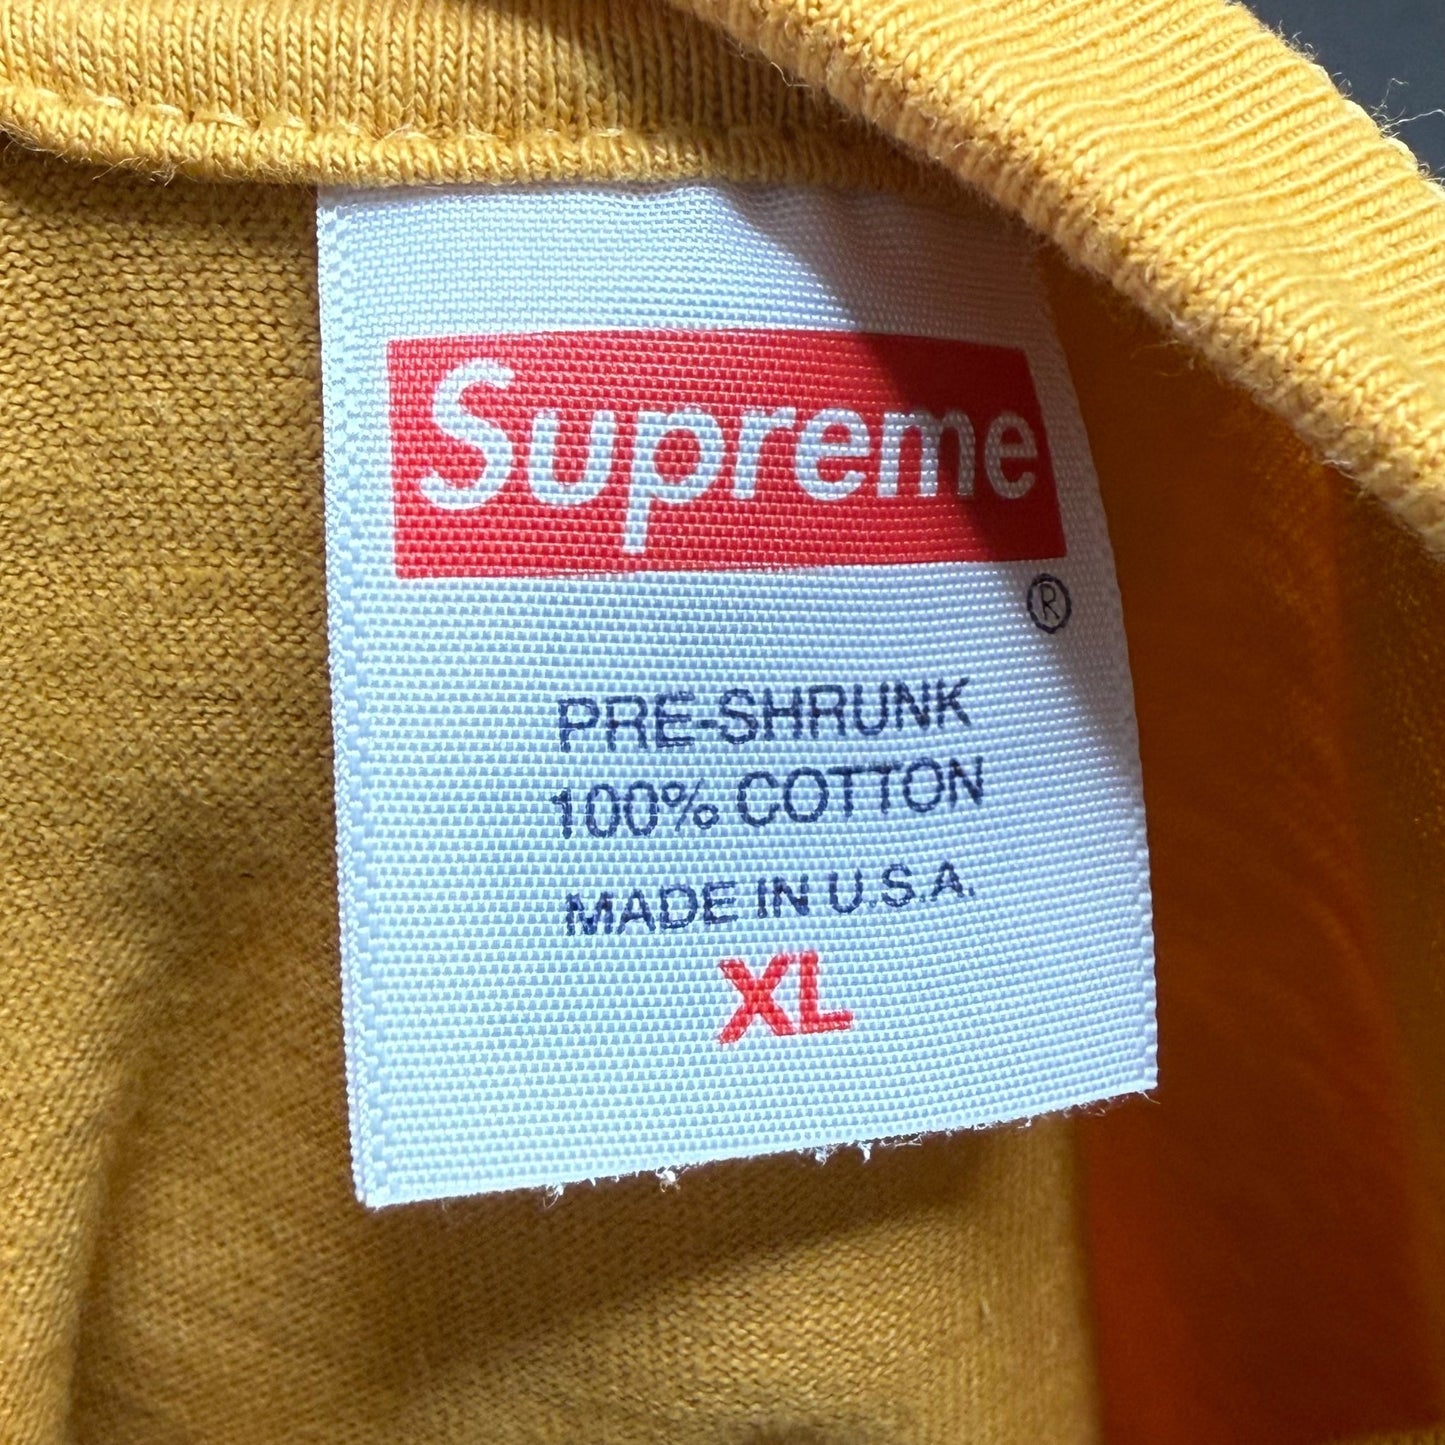 Supreme
®
PRE-SHRUNK
100% COTTON
MADE IN U.S.A.
XL